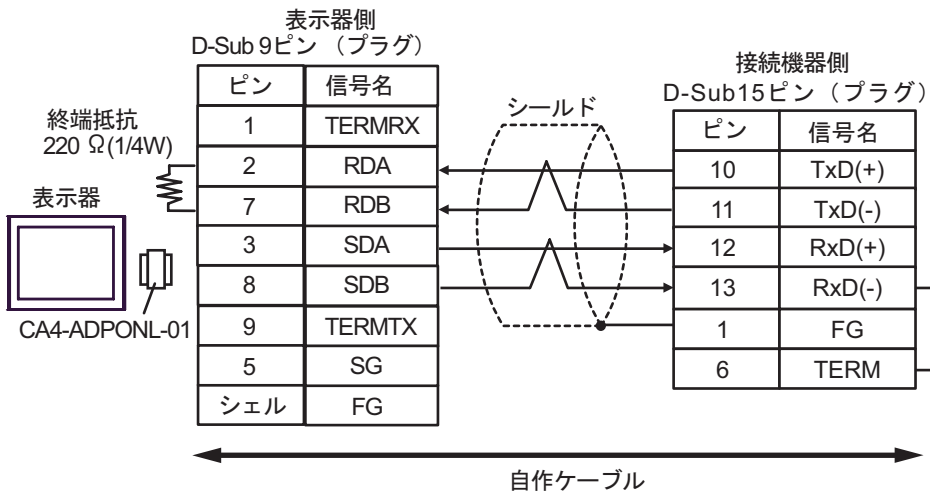 表示器側
D-Sub 9ピン （プラグ）
ピン 信号名
1 TERMRX
2 RDA
7 RDB
3 SDA
8 SDB
9 TERMTX
5 SG
シェル FG
終端抵抗
220 Ω(1/4W)
表示器
CA4-ADPONL-01
シールド
接続機器側
D-Sub15ピン（プラグ）
ピン 信号名
10 TxD(+)
11 TxD(-)
12 RxD(+)
13 RxD(-)
1 FG
6 TERM
自作ケーブル